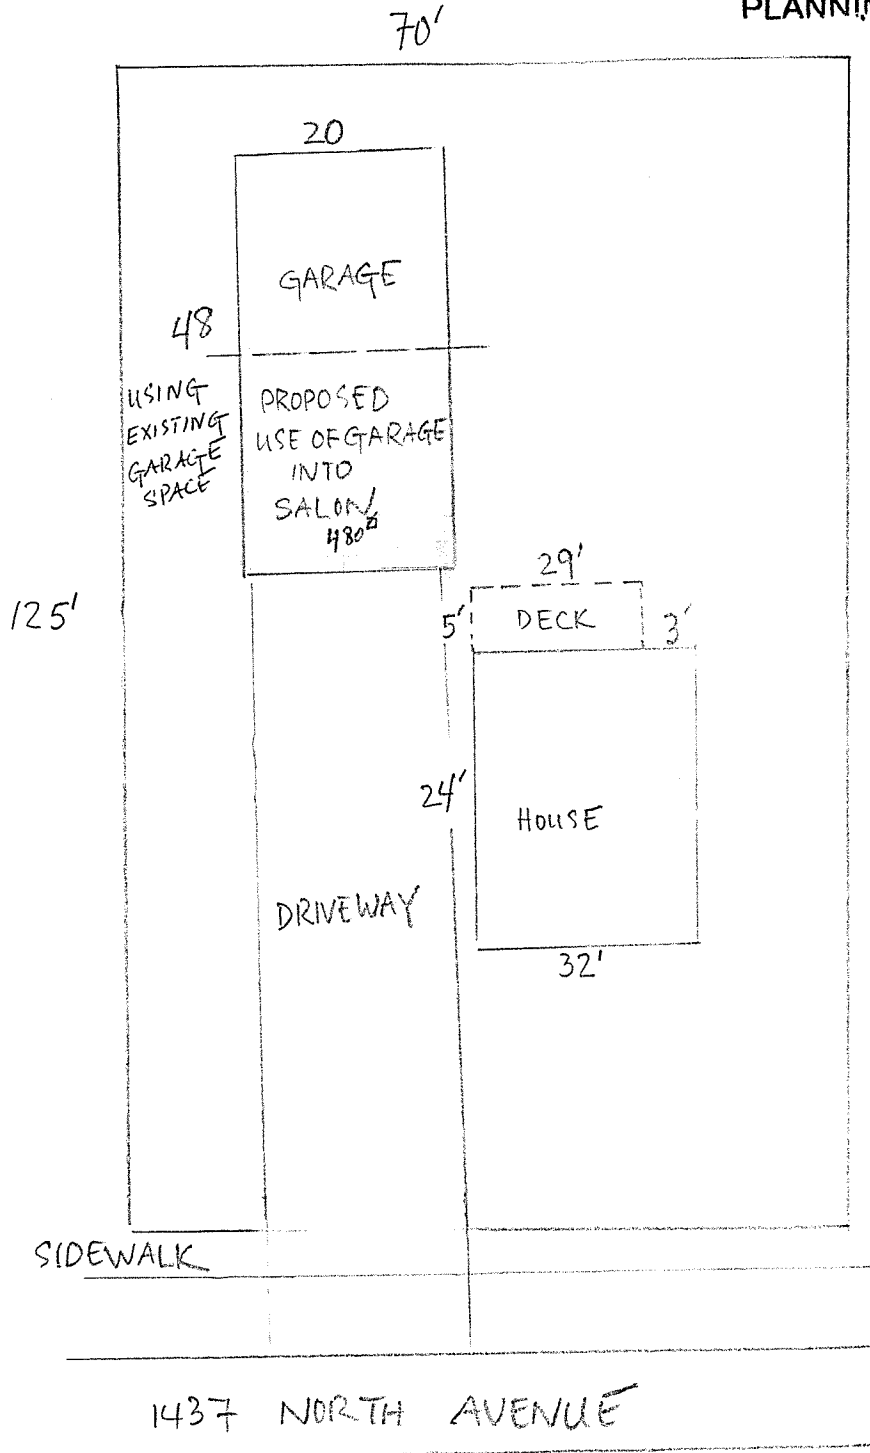 70'
20
GARAGE
48
USING
EXISTING
GARAGE
SPACE
PROPOSED
USE OF GARAGE
INTO
SALON
480
125'
29'
5'
DECK
3'
24'
HOUSE
DRIVEWAY
32'
SIDEWALK
1437 NORTH AVENUE